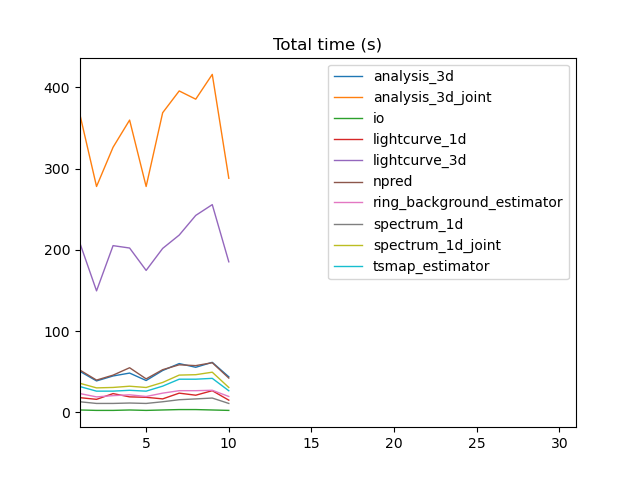 Total time (s)
400
300
200
100
0
5
10
15
20
25
30
analysis_3d
analysis_3d_joint
io
lightcurve_1d
lightcurve_3d
npred
ring_background_estimator
spectrum_1d
spectrum_1d_joint
tsmap_estimator